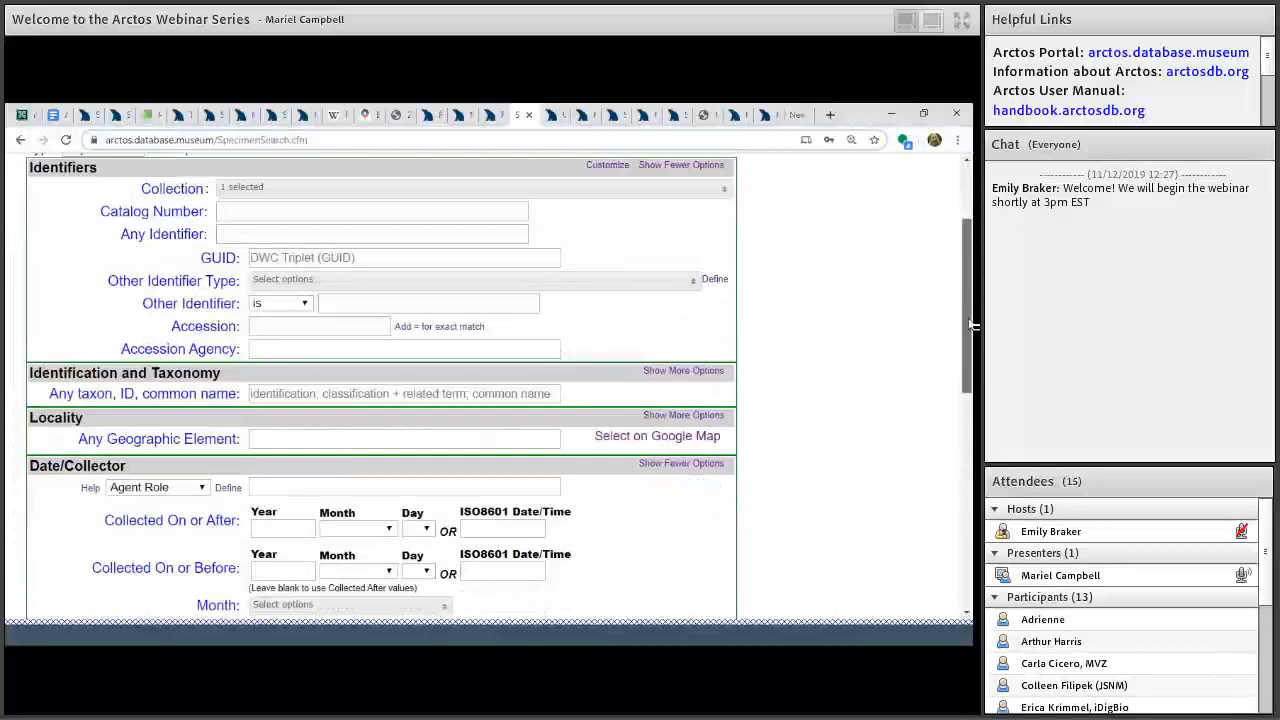 Welcome to the Arctos Webinar Series - Mariel Campbell
New
arctos.database.museum/SpecimenSearch.cfm
Identifiers Customize Show Fewer Options
Collection: 1 selected
Catalog Number:
Any Identifier:
GUID: DWC Triplet (GUID)
Other Identifier Type: Select options Define
Other Identifier: is
Accession: Add = for exact match
Accession Agency:
Identification and Taxonomy Show More Options
Any taxon, ID, common name: identification, classification + related term; common name
Locality Show More Options
Any Geographic Element: Select on Google Map
Date/Collector Show Fewer Options
Help Agent Role Define
Year Month Day ISO8601 Date/Time
Collected On or After: OR
Year Month Day ISO8601 Date/Time
Collected On or Before: OR
(Leave blank to use Collected After values)
Month: Select options
Helpful Links
Arctos Portal: arctos.database.museum
Information about Arctos: arctosdb.org
Arctos User Manual:
handbook.arctosdb.org
Chat (Everyone)
------------ (11/12/2019 12:27) ------------
Emily Braker: Welcome! We will begin the webinar
shortly at 3pm EST
Attendees (15)
Hosts (1)
Emily Braker
Presenters (1)
Mariel Campbell
Participants (13)
Adrienne
Arthur Harris
Carla Cicero, MVZ
Colleen Filipek (JSNM)
Erica Krimmel, iDigBio